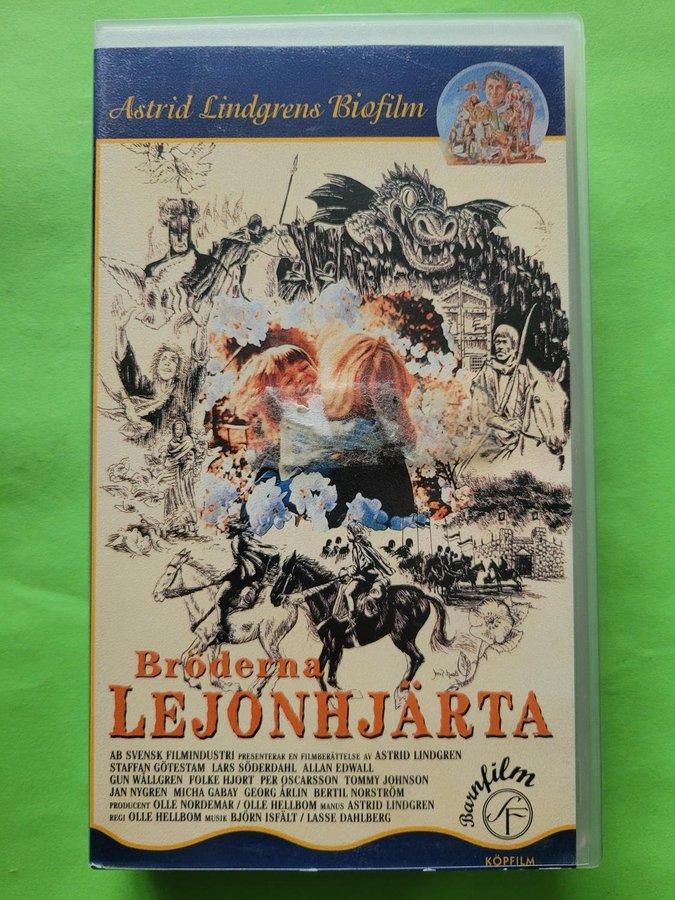 Astrid Lindgrens Biofilm
Bröderna
LEJONHJÄRTA
AB SVENSK FILMINDUSTRI PRESENTERAR EN FILMBERÄTTELSE AV ASTRID LINDGREN
STAFFAN GÖTESTAM LARS SÖDERDAHL ALLAN EDWALL
GUN WÅLLGREN FOLKE HJORT PER OSCARSSON TOMMY JOHNSON
JAN NYGREN MICHA GABAY GEORG ÅRLIN BERTIL NORSTRÖM
PRODUCENT OLLE NORDEMAR / OLLE HELLBOM MANUS ASTRID LINDGREN
REGI OLLE HELLBOM MUSIK BJÖRN ISFÄLT / LASSE DAHLBERG
Barnfilm
SF
KÖPFILM